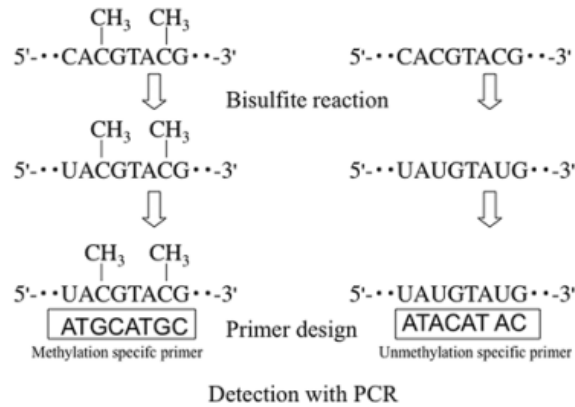 CH3 CH3
5'-··CACGTACG··-3' 5'-··CACGTACG··-3'
Bisulfite reaction
CH3 CH3
5'-··UACGTACG··-3' 5'-··UAUGTAUG··-3'
CH3 CH3
5'-··UACGTACG··-3' 5'-··UAUGTAUG··-3'
ATGCATGC Primer design ATACAT AC
Methylation specifc primer Unmethylation specific primer
Detection with PCR